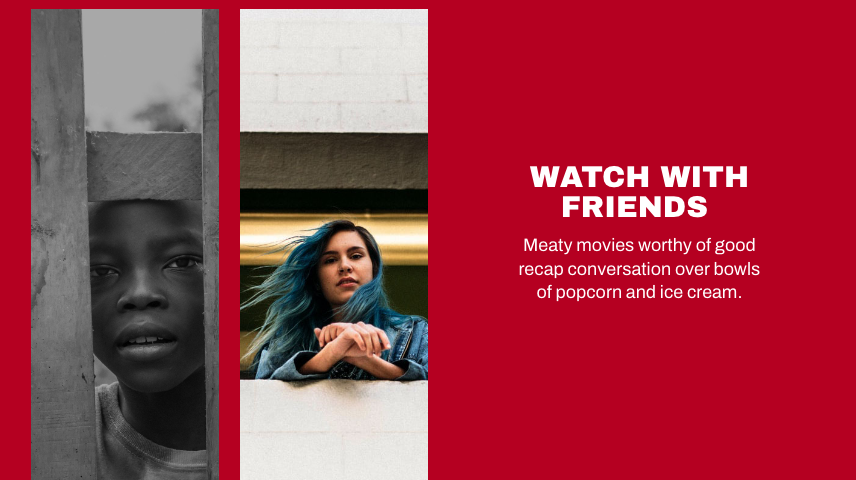 WATCH WITH
FRIENDS
Meaty movies worthy of good
recap conversation over bowls
of popcorn and ice cream.